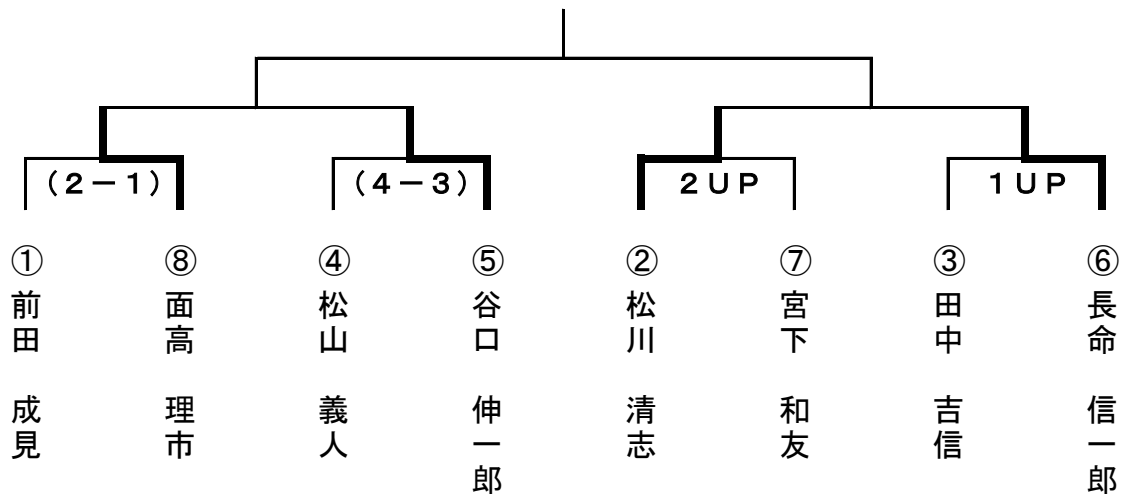 (2－1)
(4－3)
2UP
1UP
①前田 成見
⑧面高 理市
④松山 義人
⑤谷口 伸一郎
②松川 清志
⑦宮下 和友
③田中 吉信
⑥長命 信一郎